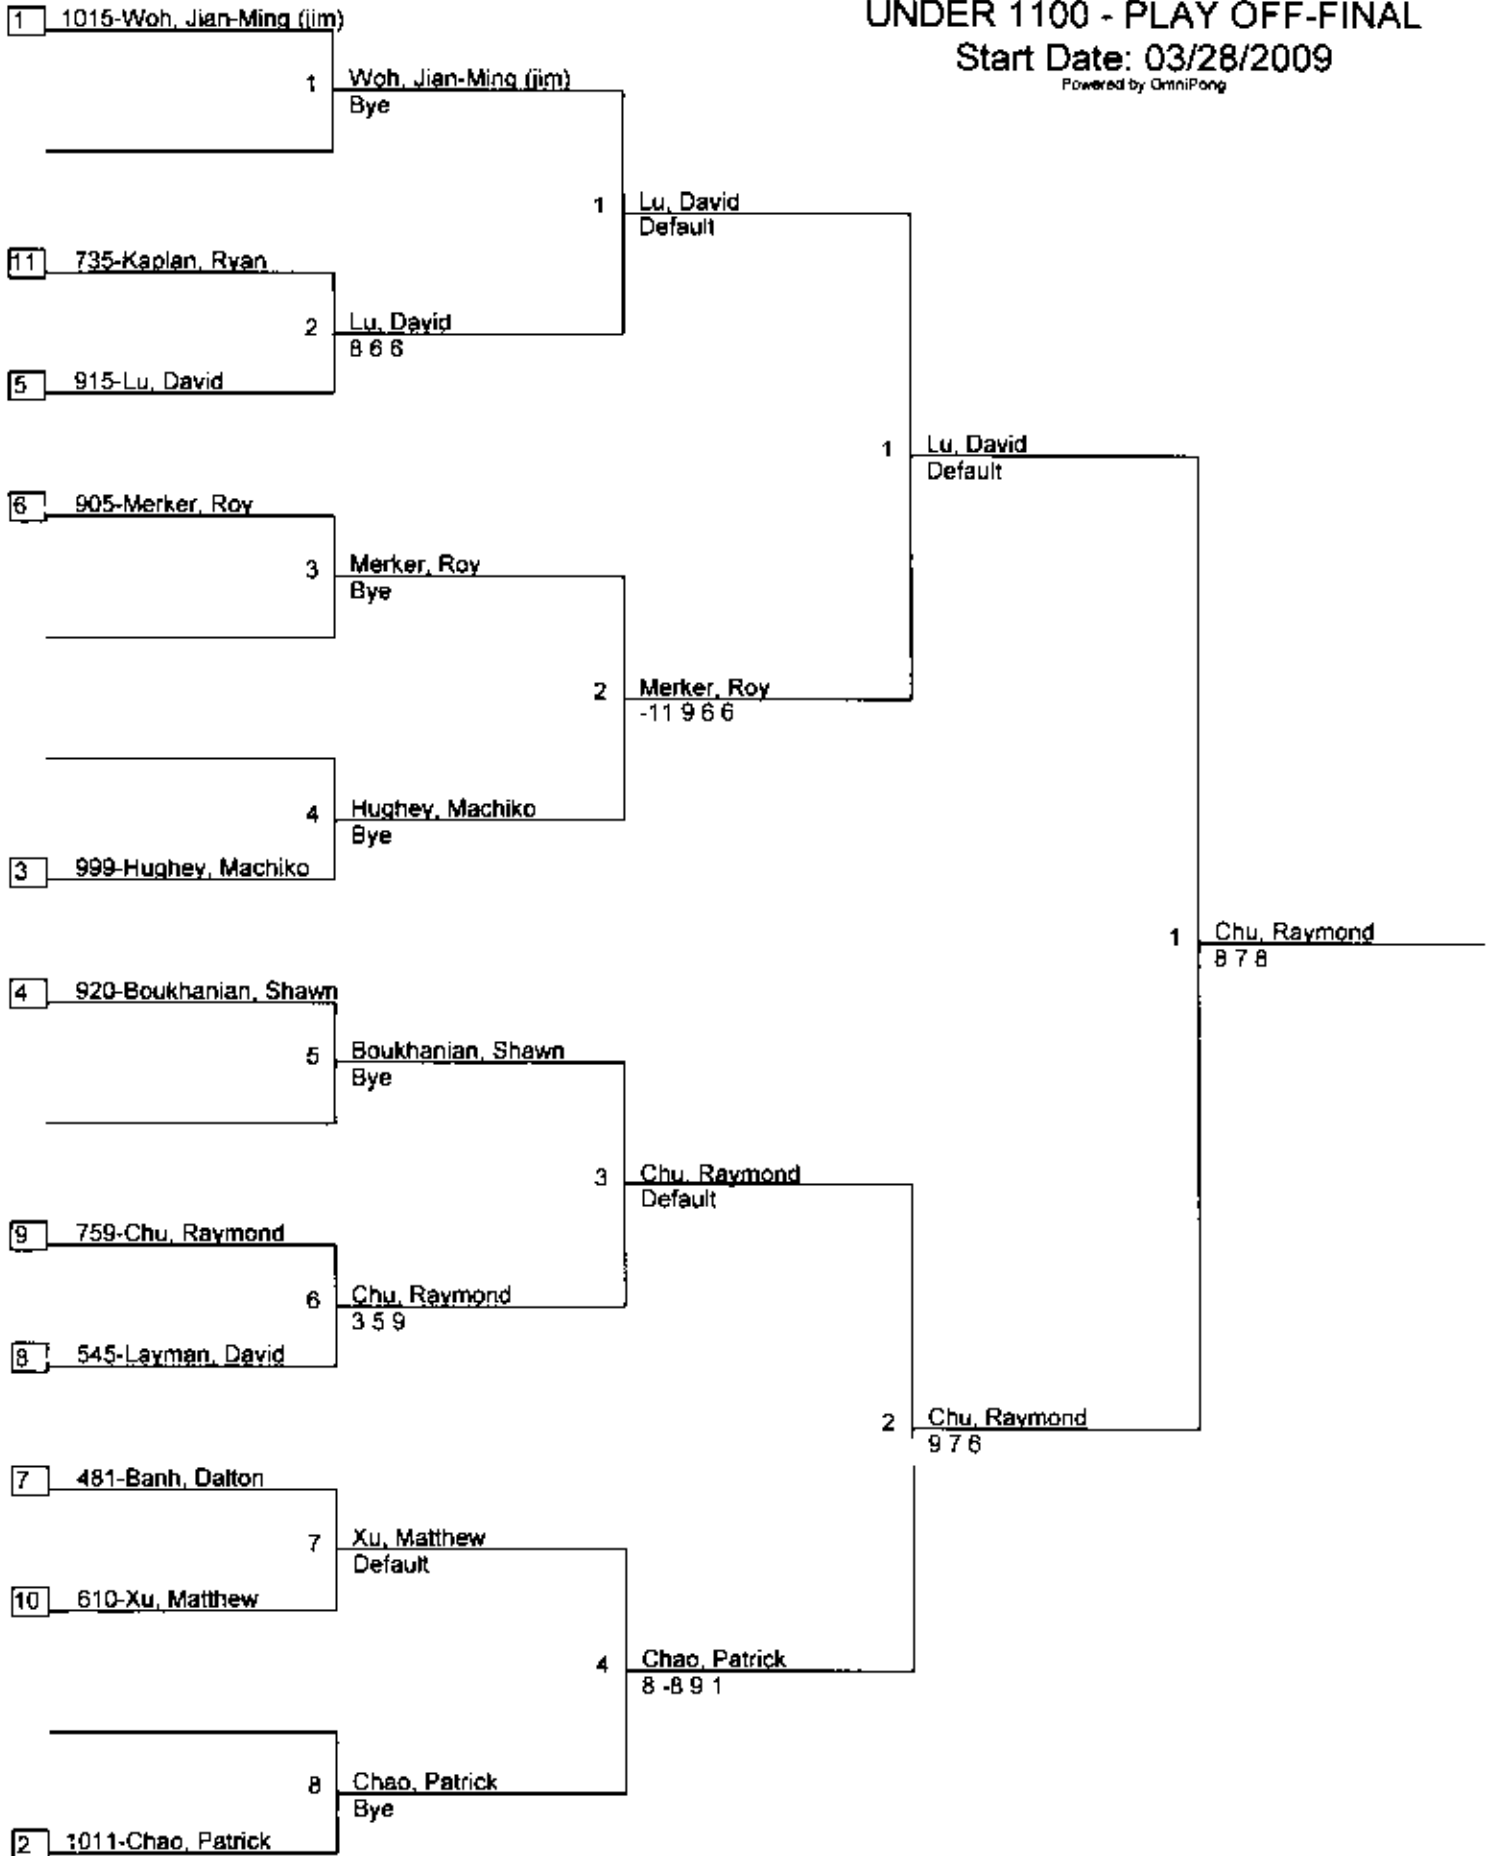 UNDER 1100 - PLAY OFF-FINAL
Start Date: 03/28/2009
Powered by OmniPong
1 1015-Woh, Jian-Ming (jim)
1 Woh, Jian-Ming (jim)
Bye
1 Lu, David
Default
11 735-Kaplan, Ryan
2 Lu, David
8 6 6
5 915-Lu, David
1 Lu, David
Default
6 905-Merker, Roy
3 Merker, Roy
Bye
2 Merker, Roy
-11 9 6 6
4 Hughey, Machiko
Bye
3 999-Hughey, Machiko
1 Chu, Raymond
8 7 8
4 920-Boukhanian, Shawn
5 Boukhanian, Shawn
Bye
3 Chu, Raymond
Default
9 759-Chu, Raymond
6 Chu, Raymond
3 5 9
8 545-Layman, David
2 Chu, Raymond
9 7 6
7 481-Banh, Dalton
7 Xu, Matthew
Default
10 610-Xu, Matthew
4 Chao, Patrick
8 -8 9 1
8 Chao, Patrick
Bye
2 1011-Chao, Patrick